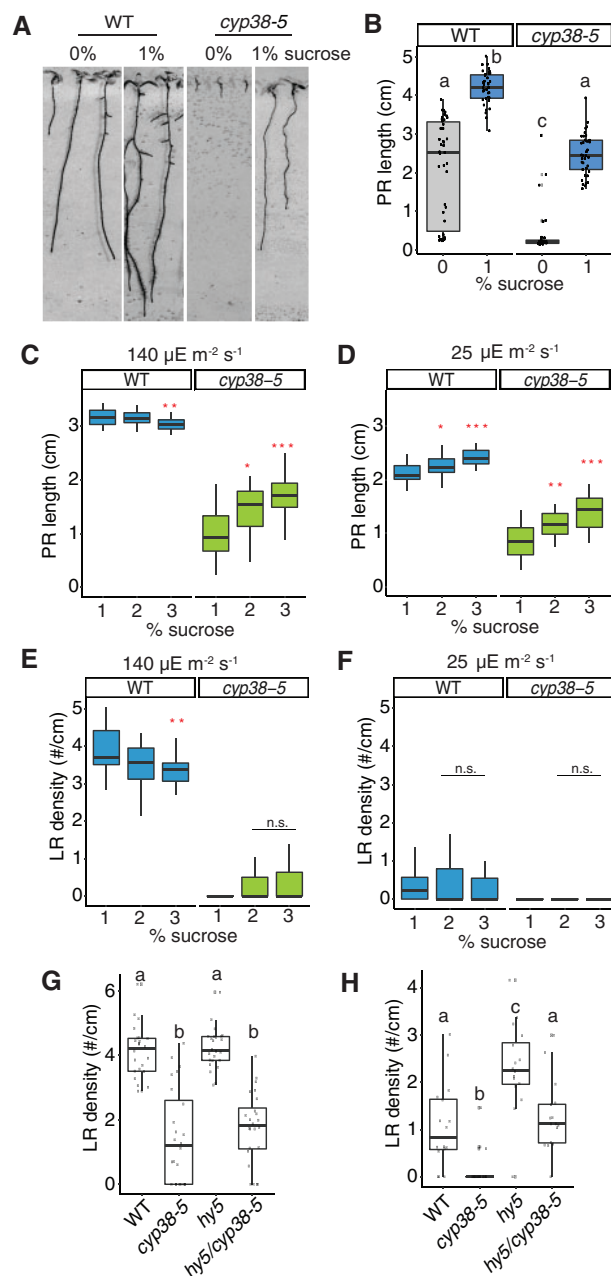 A
WT
cyp38-5
0%
1%
0%
1% sucrose
B
WT
cyp38-5
PR length (cm)
5
4
3
2
1
0
a
b
c
a
0
1
0
1
% sucrose
C
140 µE m⁻² s⁻¹
WT
cyp38–5
PR length (cm)
3
2
1
0
**
*
***
1
2
3
1
2
3
% sucrose
D
25 µE m⁻² s⁻¹
WT
cyp38–5
PR length (cm)
3
2
1
0
*
***
**
***
1
2
3
1
2
3
% sucrose
E
140 µE m⁻² s⁻¹
WT
cyp38–5
LR density (#/cm)
5
4
3
2
1
0
**
n.s.
1
2
3
1
2
3
% sucrose
F
25 µE m⁻² s⁻¹
WT
cyp38–5
LR density (#/cm)
5
4
3
2
1
0
n.s.
n.s.
1
2
3
1
2
3
% sucrose
G
LR density (#/cm)
6
4
2
0
a
b
a
b
WT
cyp38-5
hy5
hy5/cyp38-5
H
LR density (#/cm)
4
3
2
1
0
a
b
c
a
WT
cyp38-5
hy5
hy5/cyp38-5